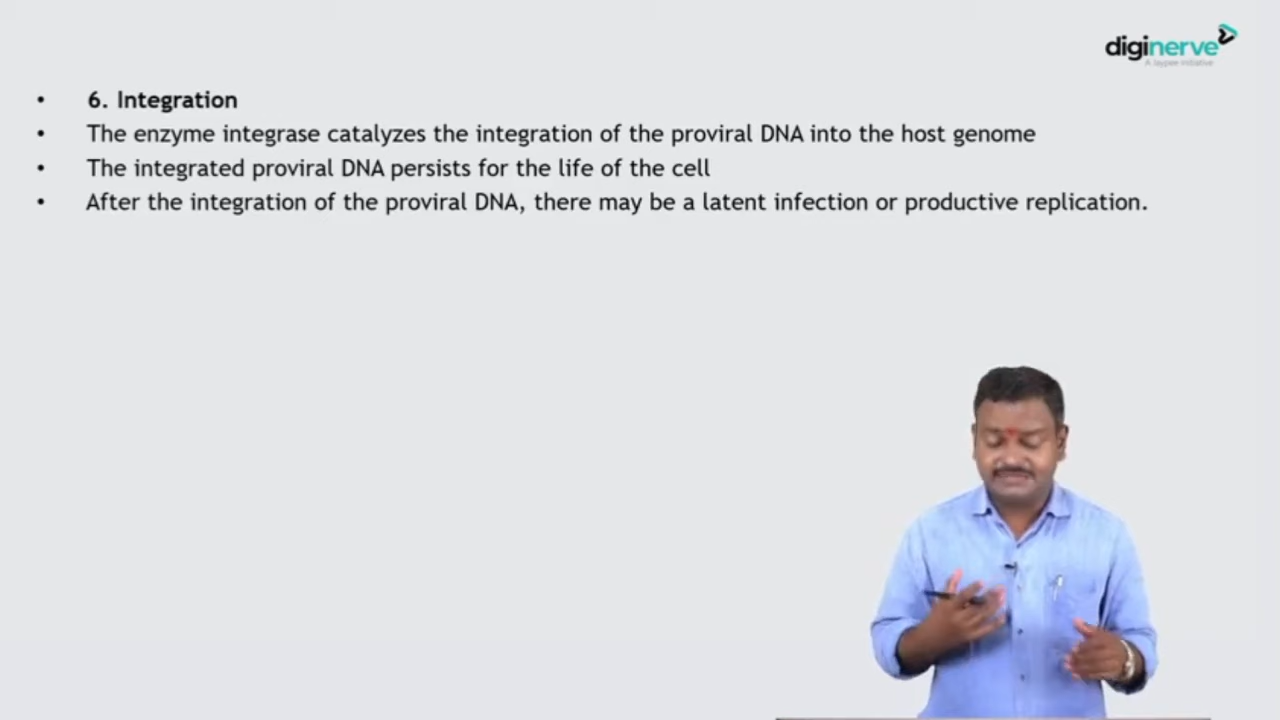 diginerve
A Jaypee Initiative
• 6. Integration
• The enzyme integrase catalyzes the integration of the proviral DNA into the host genome
• The integrated proviral DNA persists for the life of the cell
• After the integration of the proviral DNA, there may be a latent infection or productive replication.